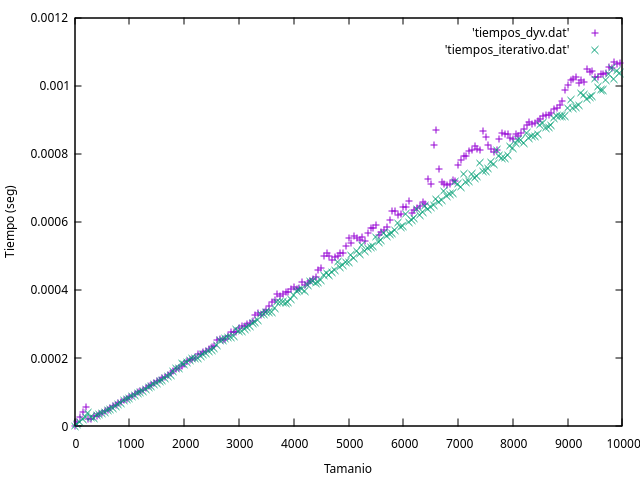 0.0012
0.001
0.0008
0.0006
0.0004
0.0002
0
0 1000 2000 3000 4000 5000 6000 7000 8000 9000 10000
Tiempo (seg)
Tamanio
'tiempos_dyv.dat'
'tiempos_iterativo.dat'